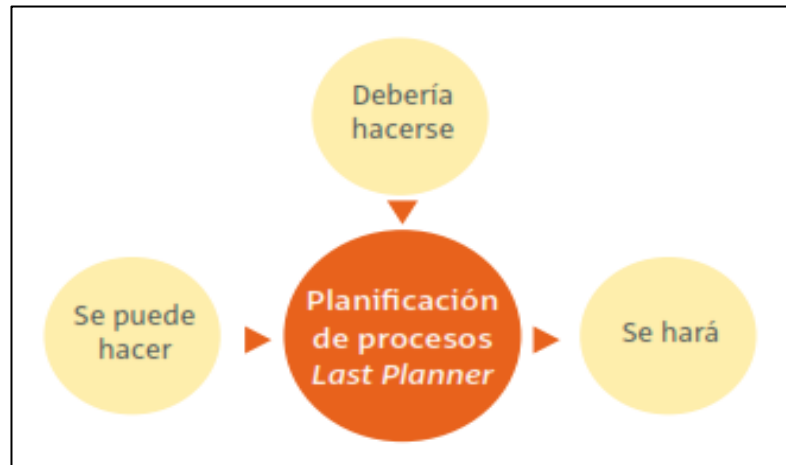 Debería
hacerse
Se puede
hacer
Planificación
de procesos
Last Planner
Se hará